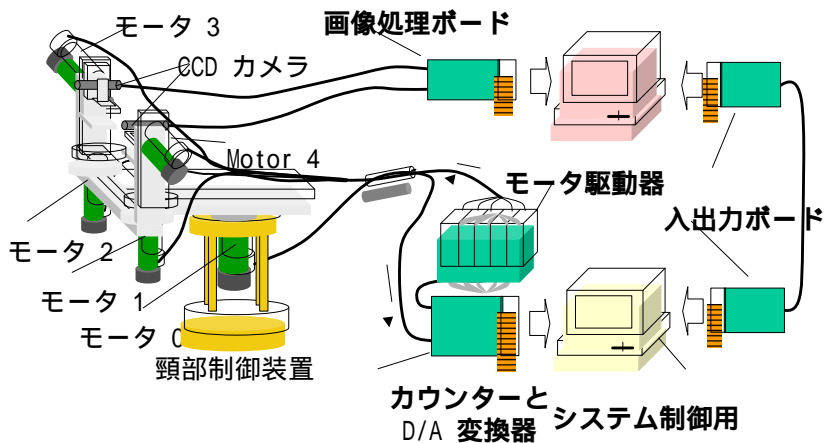 モータ 3
画像処理ボード
CCD カメラ
Motor 4
モータ駆動器
入出力ボード
モータ 2
モータ 1
モータ 0
頸部制御装置
カウンターと
D/A 変換器
システム制御用